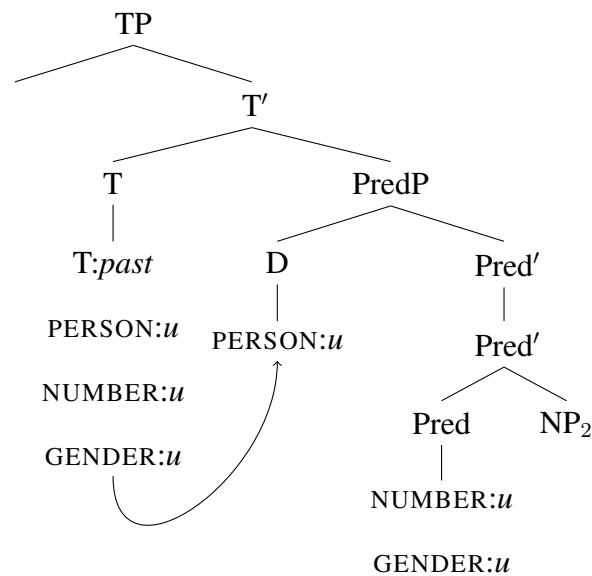 TP
T′
T PredP
T:past D Pred′
PERSON:u PERSON:u Pred′
NUMBER:u Pred NP₂
GENDER:u NUMBER:u
GENDER:u